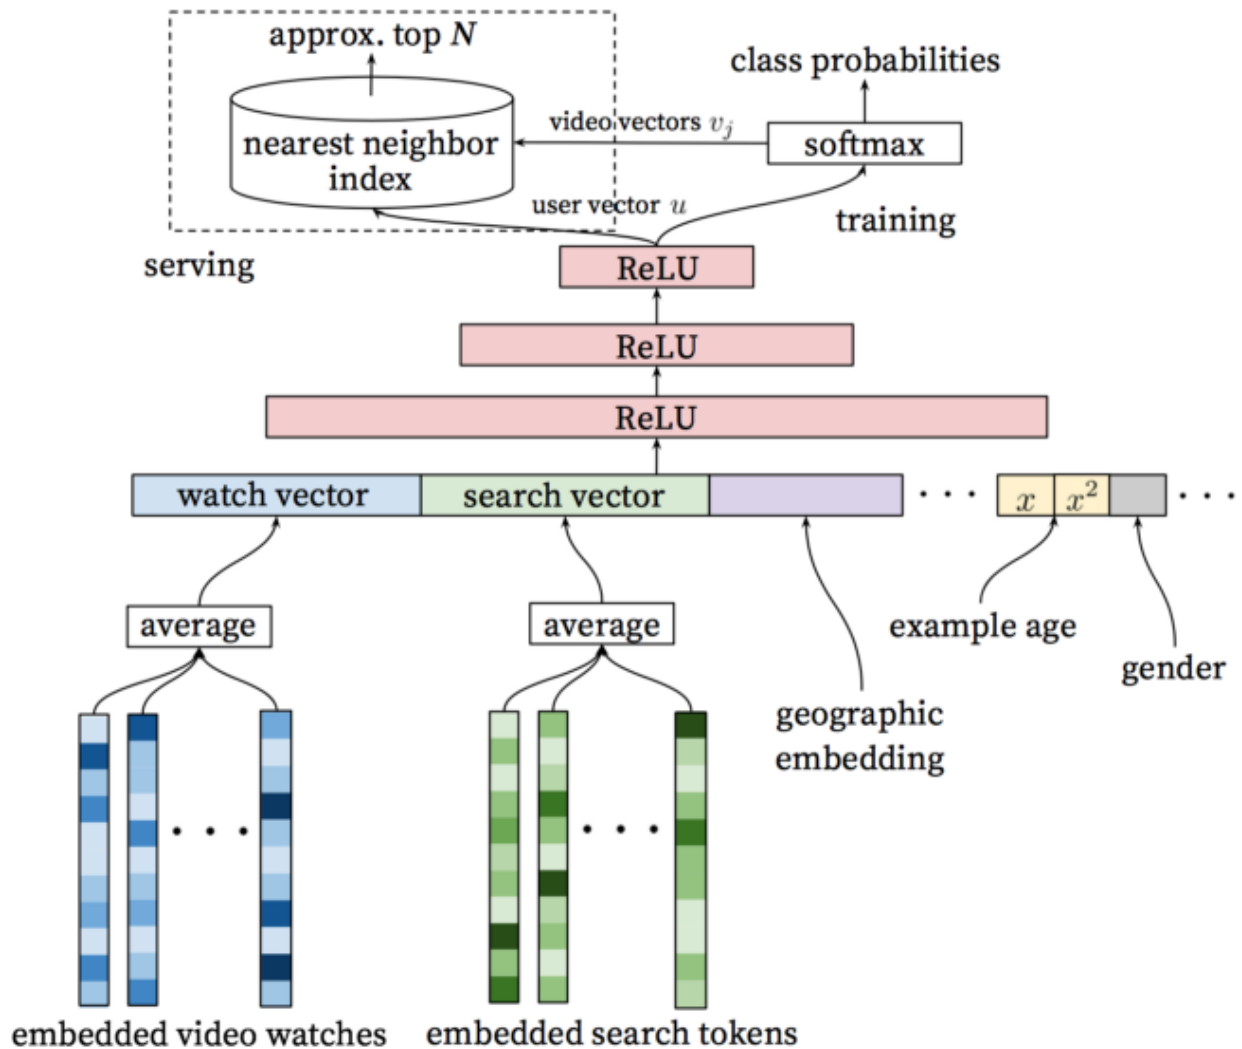 approx. top N
class probabilities
video vectors v_j
softmax
nearest neighbor
index
user vector u
training
serving
ReLU
ReLU
ReLU
watch vector
search vector
. . .
x
x²
. . .
average
average
example age
gender
geographic
embedding
. . .
. . .
embedded video watches
embedded search tokens